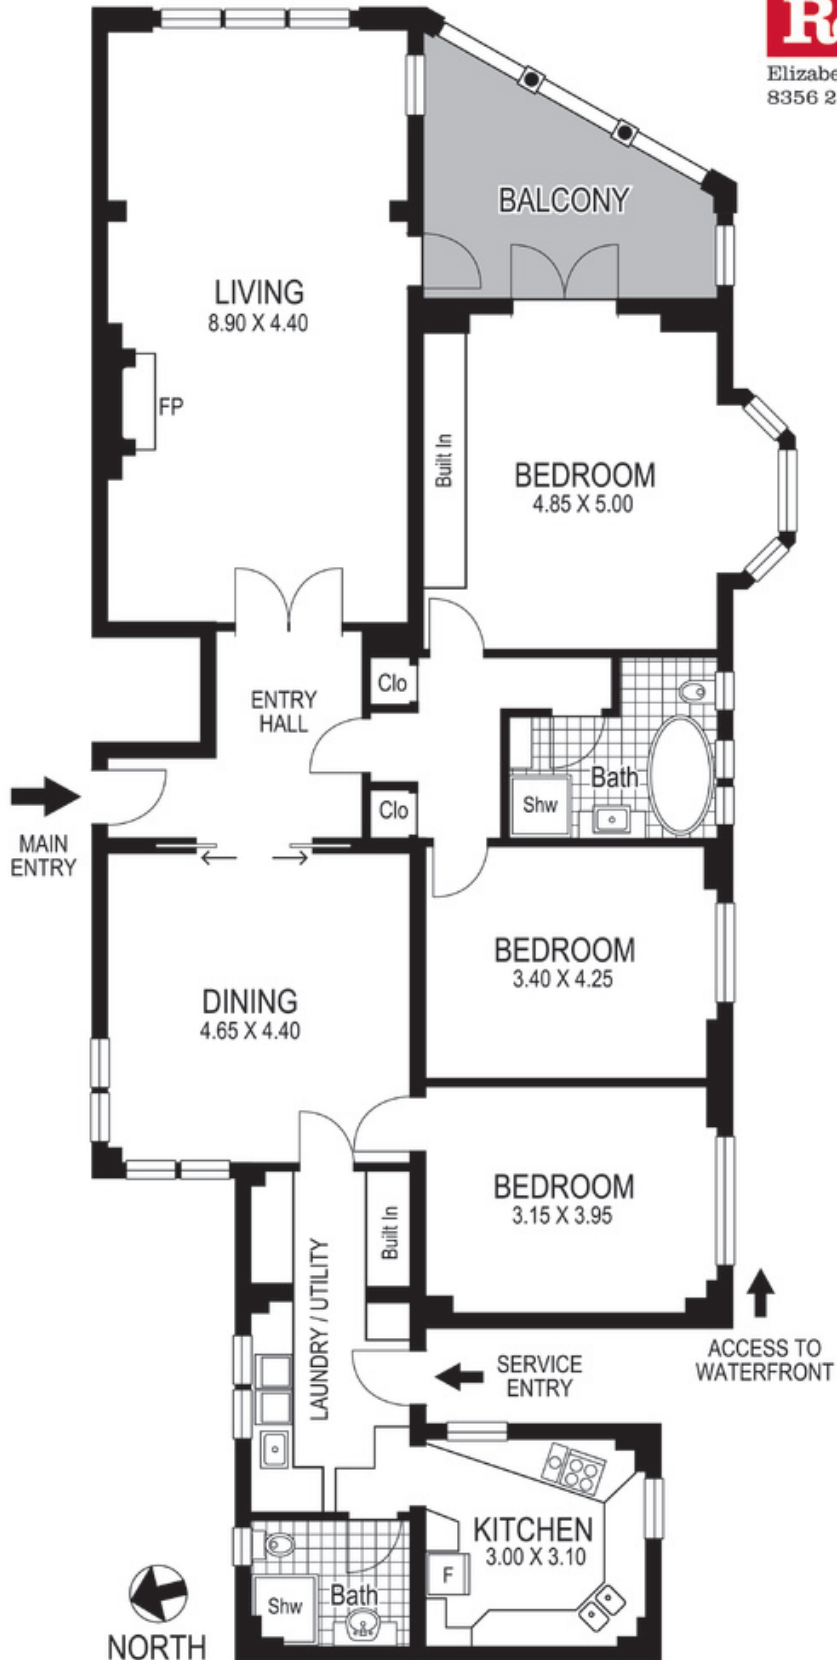 Elizabe
8356 2
BALCONY
LIVING
8.90 X 4.40
FP
Built In
BEDROOM
4.85 X 5.00
Clo
ENTRY
HALL
Bath
Shw
Clo
MAIN
ENTRY
BEDROOM
3.40 X 4.25
DINING
4.65 X 4.40
BEDROOM
3.15 X 3.95
Built In
LAUNDRY / UTILITY
SERVICE
ENTRY
ACCESS TO
WATERFRONT
KITCHEN
3.00 X 3.10
F
Bath
Shw
NORTH